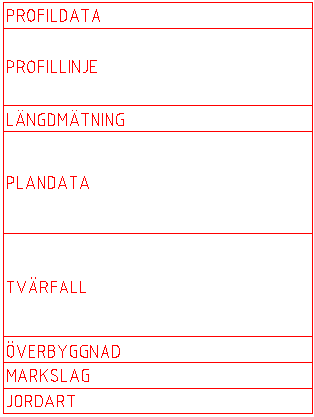 PROFILDATA
PROFILLINJE
LÄNGDMÄTNING
PLANDATA
TVÄRFALL
ÖVERBYGGNAD
MARKSLAG
JORDART